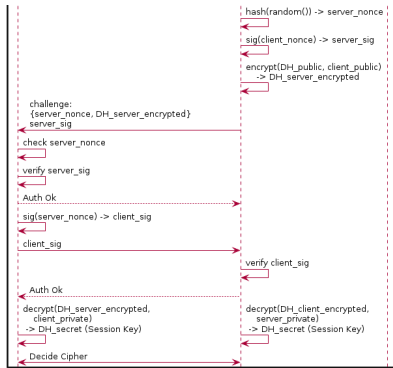 hash(random()) -> server_nonce
sig(client_nonce) -> server_sig
encrypt(DH_public, client_public)
-> DH_server_encrypted
challenge:
{server_nonce, DH_server_encrypted}
server_sig
check server_nonce
verify server_sig
Auth Ok
sig(server_nonce) -> client_sig
client_sig
verify client_sig
Auth Ok
decrypt(DH_server_encrypted,
client_private)
-> DH_secret (Session Key)
decrypt(DH_client_encrypted,
server_private)
-> DH_secret (Session Key)
Decide Cipher